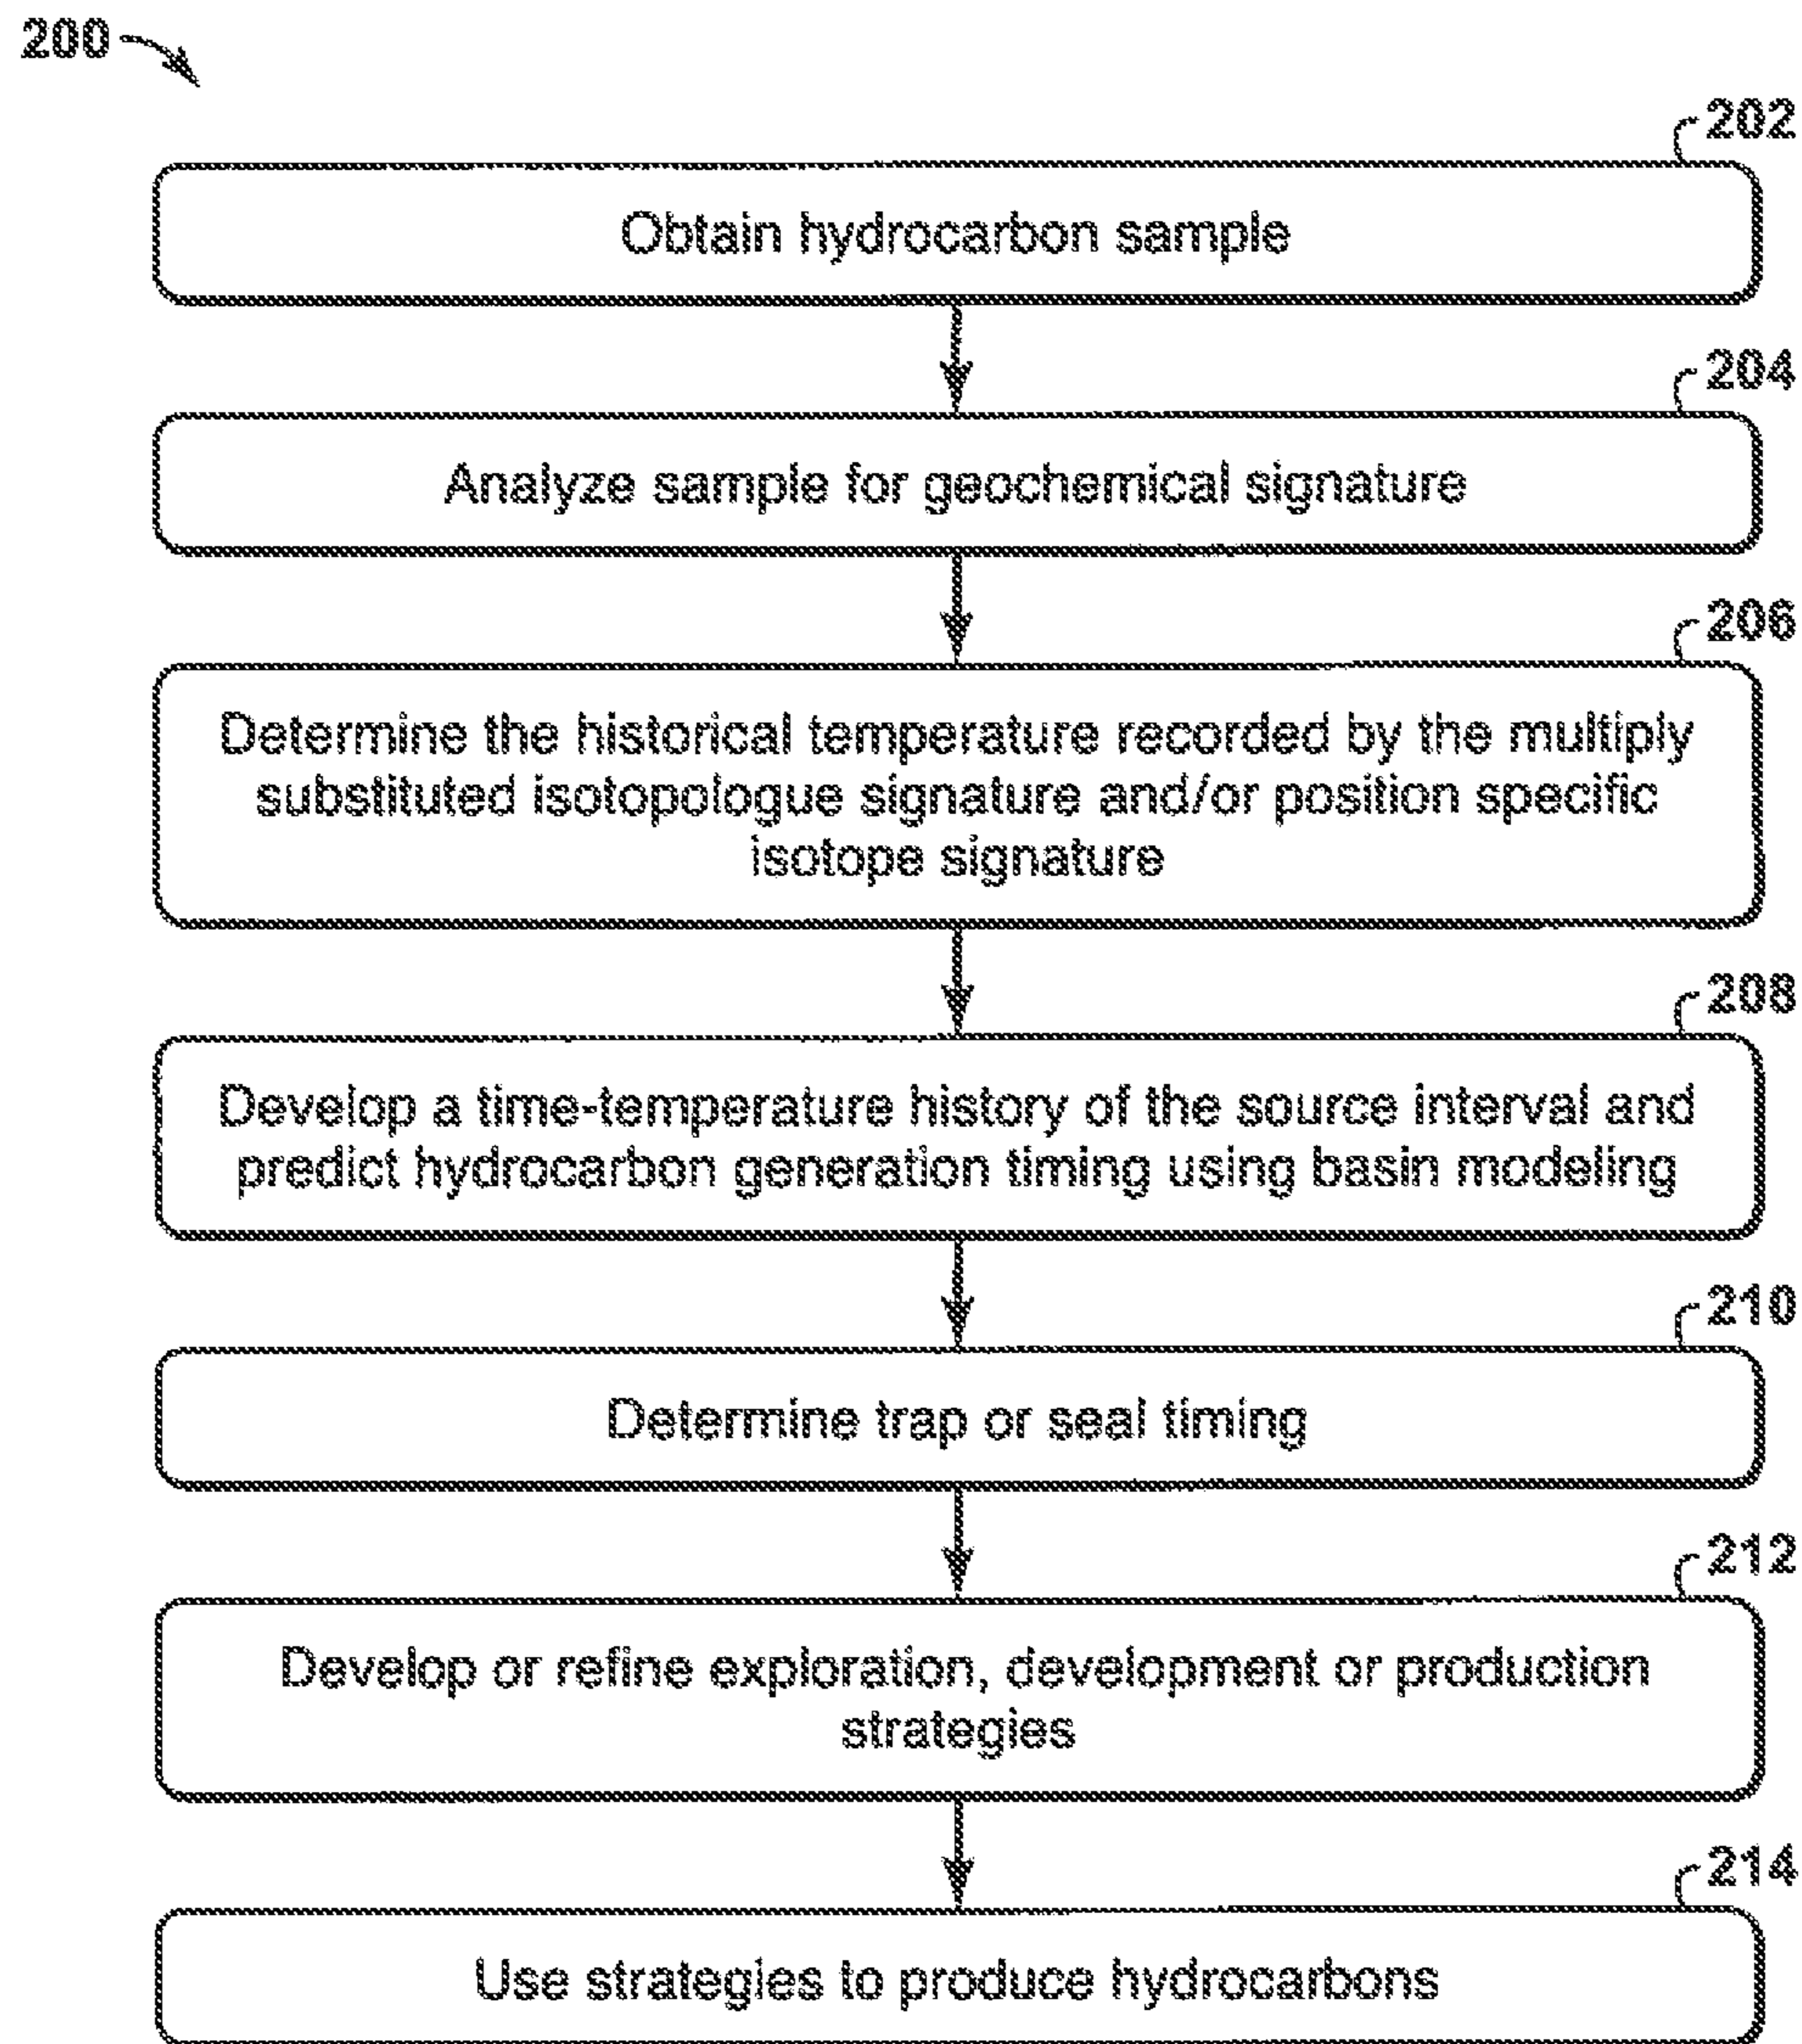 200
202
Obtain hydrocarbon sample
204
Analyze sample for geochemical signature
206
Determine the historical temperature recorded by the multiply
substituted isotopologue signature and/or position specific
isotope signature
208
Develop a time-temperature history of the source interval and
predict hydrocarbon generation timing using basin modeling
210
Determine trap or seal timing
212
Develop or refine exploration, development or production
strategies
214
Use strategies to produce hydrocarbons